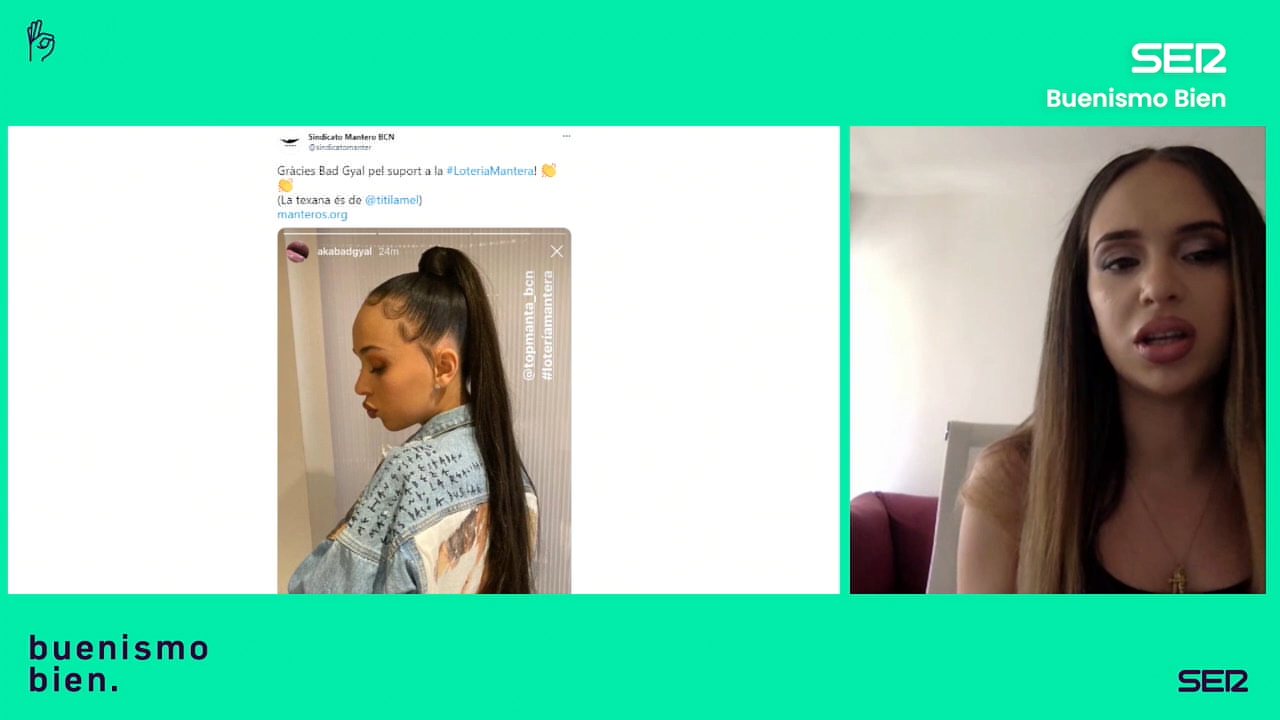 SER
Buenismo Bien
Sindicato Mantero BCN
@sindicatomanter
Gràcies Bad Gyal pel suport a la #LoteriaMantera!
(La texana és de @titilamel)
manteros.org
akabadgyal 24m
@topmanta_bcn
#loteríamantera
buenismo
bien.
SER